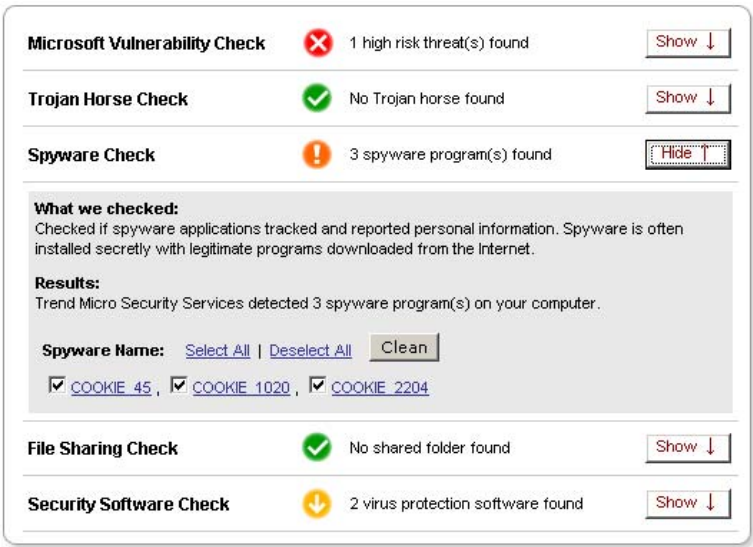 Microsoft Vulnerability Check 1 high risk threat(s) found Show ↓
Trojan Horse Check No Trojan horse found Show ↓
Spyware Check 3 spyware program(s) found Hide ↑
What we checked:
Checked if spyware applications tracked and reported personal information. Spyware is often
installed secretly with legitimate programs downloaded from the Internet.
Results:
Trend Micro Security Services detected 3 spyware program(s) on your computer.
Spyware Name: Select All | Deselect All Clean
COOKIE_45 , COOKIE_1020 , COOKIE_2204
File Sharing Check No shared folder found Show ↓
Security Software Check 2 virus protection software found Show ↓